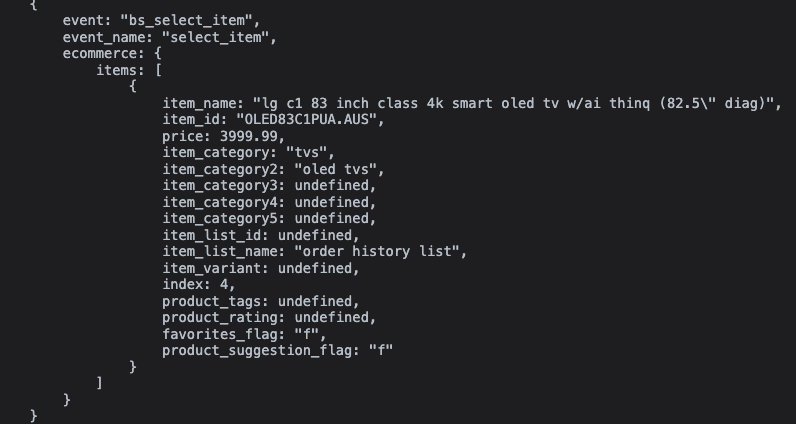 {
event: "bs_select_item",
event_name: "select_item",
ecommerce: {
items: [
{
item_name: "lg c1 83 inch class 4k smart oled tv w/ai thinq (82.5\" diag)",
item_id: "OLED83C1PUA.AUS",
price: 3999.99,
item_category: "tvs",
item_category2: "oled tvs",
item_category3: undefined,
item_category4: undefined,
item_category5: undefined,
item_list_id: undefined,
item_list_name: "order history list",
item_variant: undefined,
index: 4,
product_tags: undefined,
product_rating: undefined,
favorites_flag: "f",
product_suggestion_flag: "f"
}
]
}
}